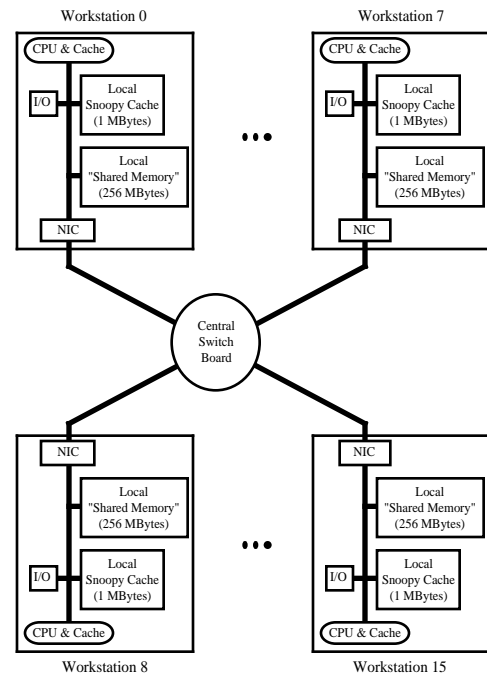 Workstation 0
CPU & Cache
I/O
Local
Snoopy Cache
(1 MBytes)
Local
"Shared Memory"
(256 MBytes)
NIC
Workstation 7
CPU & Cache
I/O
Local
Snoopy Cache
(1 MBytes)
Local
"Shared Memory"
(256 MBytes)
NIC
Central
Switch
Board
NIC
Local
"Shared Memory"
(256 MBytes)
I/O
Local
Snoopy Cache
(1 MBytes)
CPU & Cache
Workstation 8
NIC
Local
"Shared Memory"
(256 MBytes)
I/O
Local
Snoopy Cache
(1 MBytes)
CPU & Cache
Workstation 15